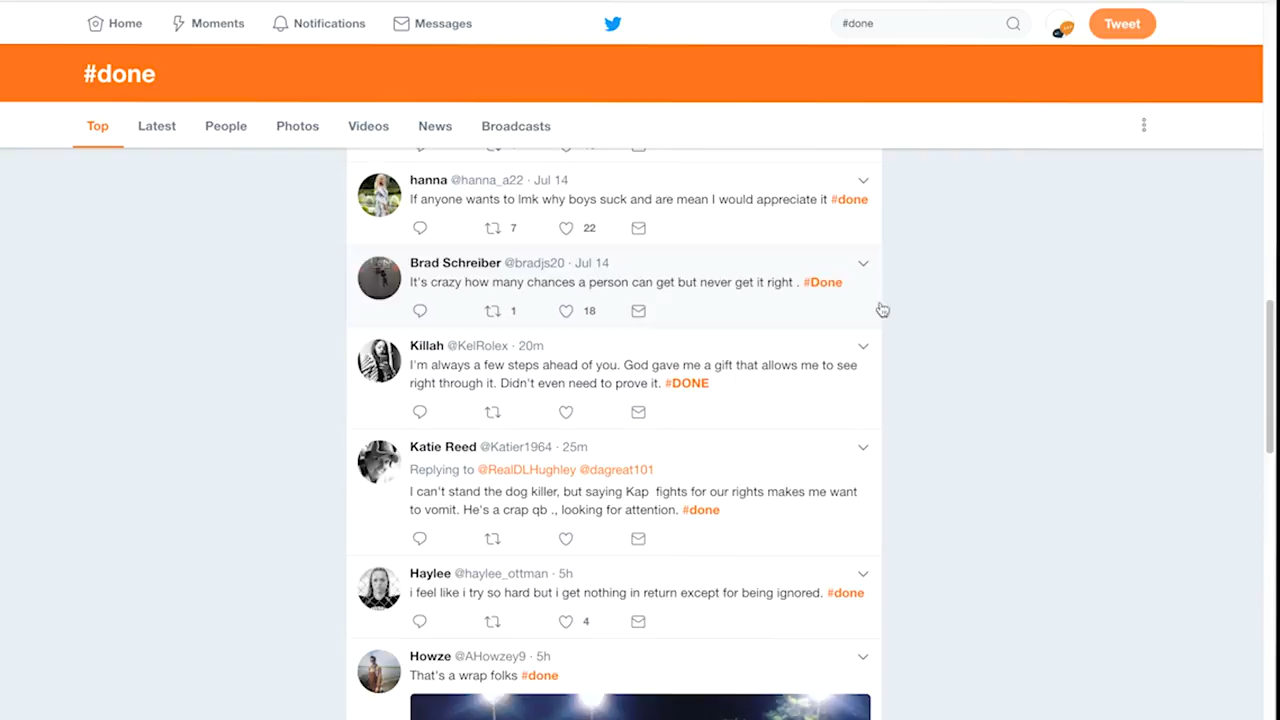 Home Moments Notifications Messages #done Tweet
#done
Top Latest People Photos Videos News Broadcasts
hanna @hanna_a22 · Jul 14
If anyone wants to lmk why boys suck and are mean I would appreciate it #done
7 22
Brad Schreiber @bradjs20 · Jul 14
It's crazy how many chances a person can get but never get it right . #Done
1 18
Killah @KelRolex · 20m
I'm always a few steps ahead of you. God gave me a gift that allows me to see
right through it. Didn't even need to prove it. #DONE
Katie Reed @Katier1964 · 25m
Replying to @RealDLHughley @dagreat101
I can't stand the dog killer, but saying Kap fights for our rights makes me want
to vomit. He's a crap qb ., looking for attention. #done
Haylee @haylee_ottman · 5h
i feel like i try so hard but i get nothing in return except for being ignored. #done
4
Howze @AHowzey9 · 5h
That's a wrap folks #done